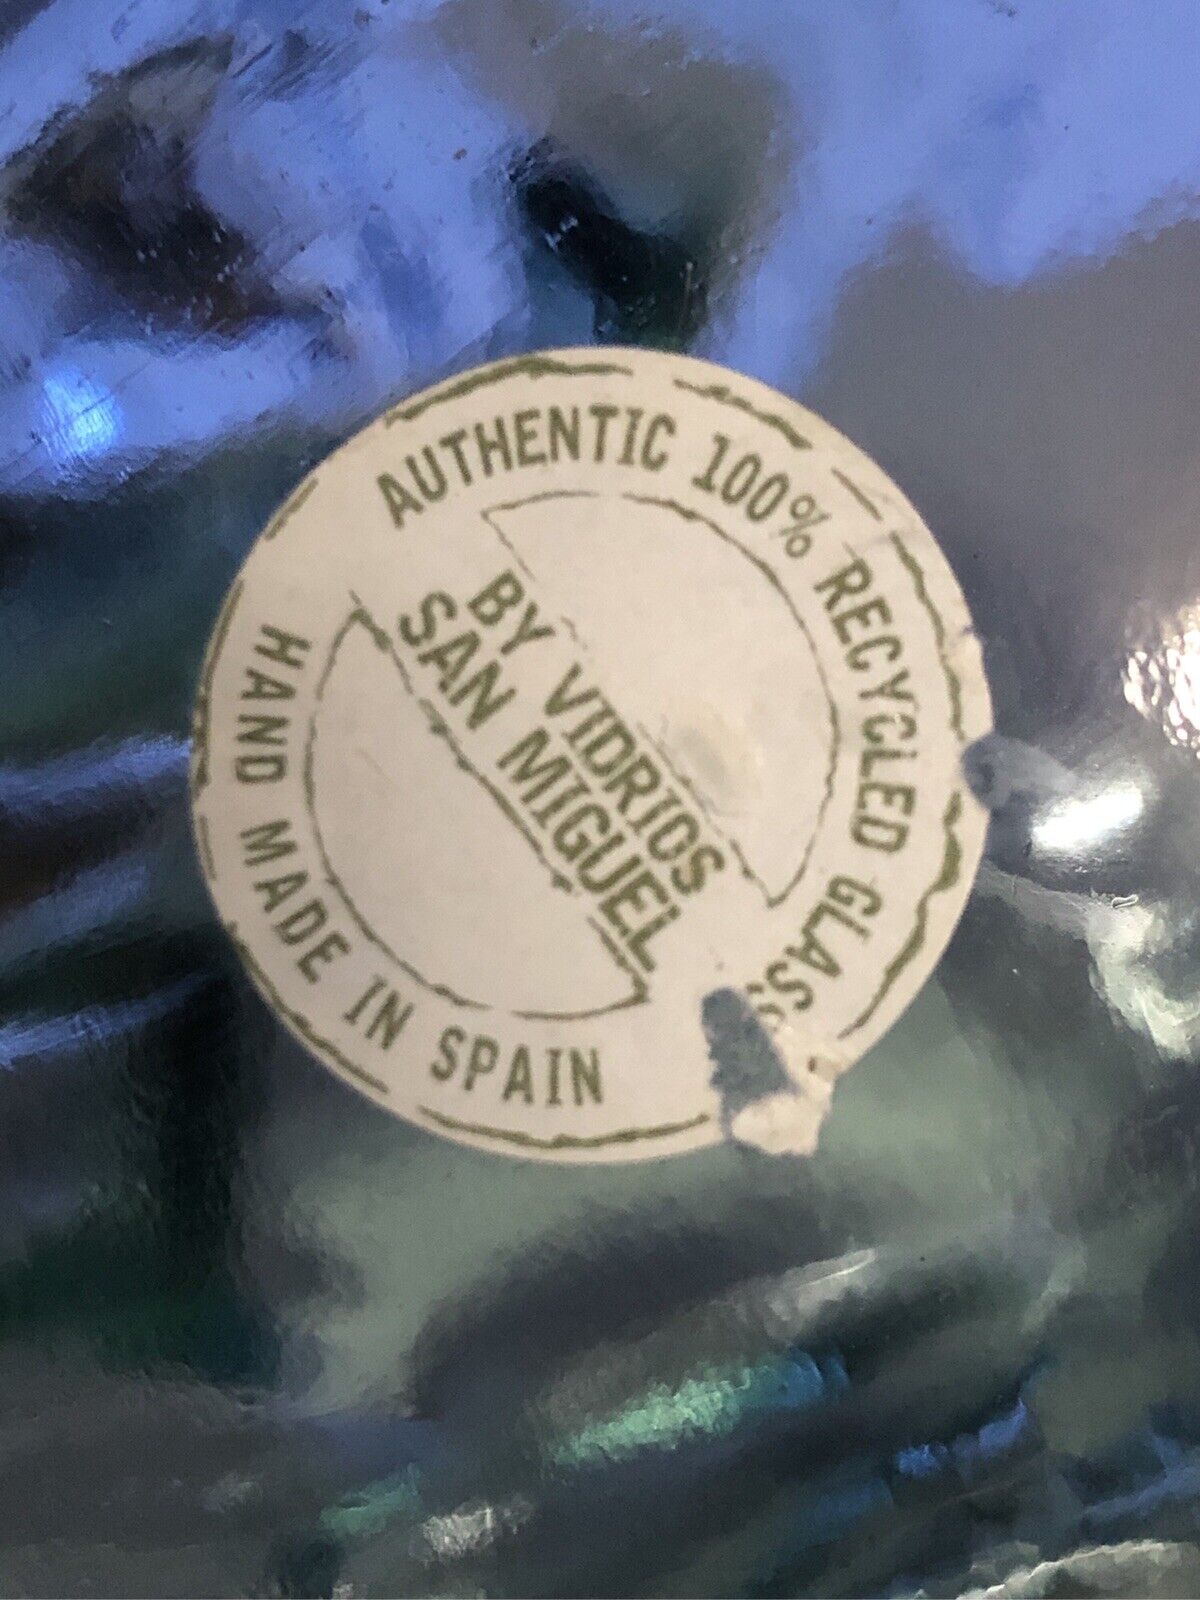 AUTHENTIC 100% RECYCLED GLASS
BY VIDRIOS
SAN MIGUEL
HAND MADE IN SPAIN